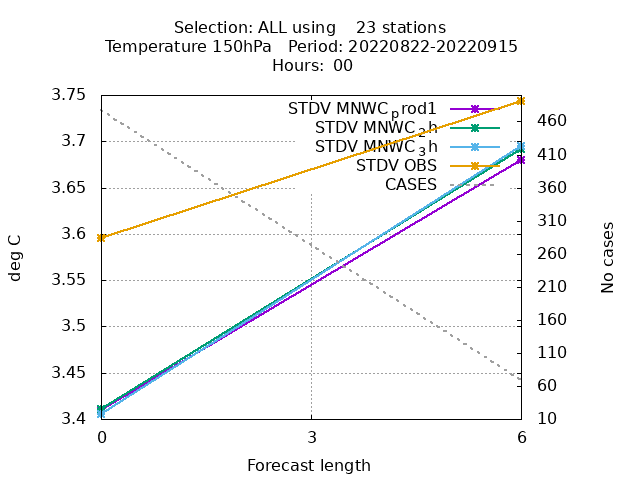 Selection: ALL using 23 stations
Temperature 150hPa Period: 20220822-20220915
Hours: 00
3.75
3.7
3.65
3.6
3.55
3.5
3.45
3.4
deg C
STDV MNWC_prod1
STDV MNWC_2h
STDV MNWC_3h
STDV OBS
CASES
460
410
360
310
260
210
160
110
60
10
No cases
0
3
6
Forecast length